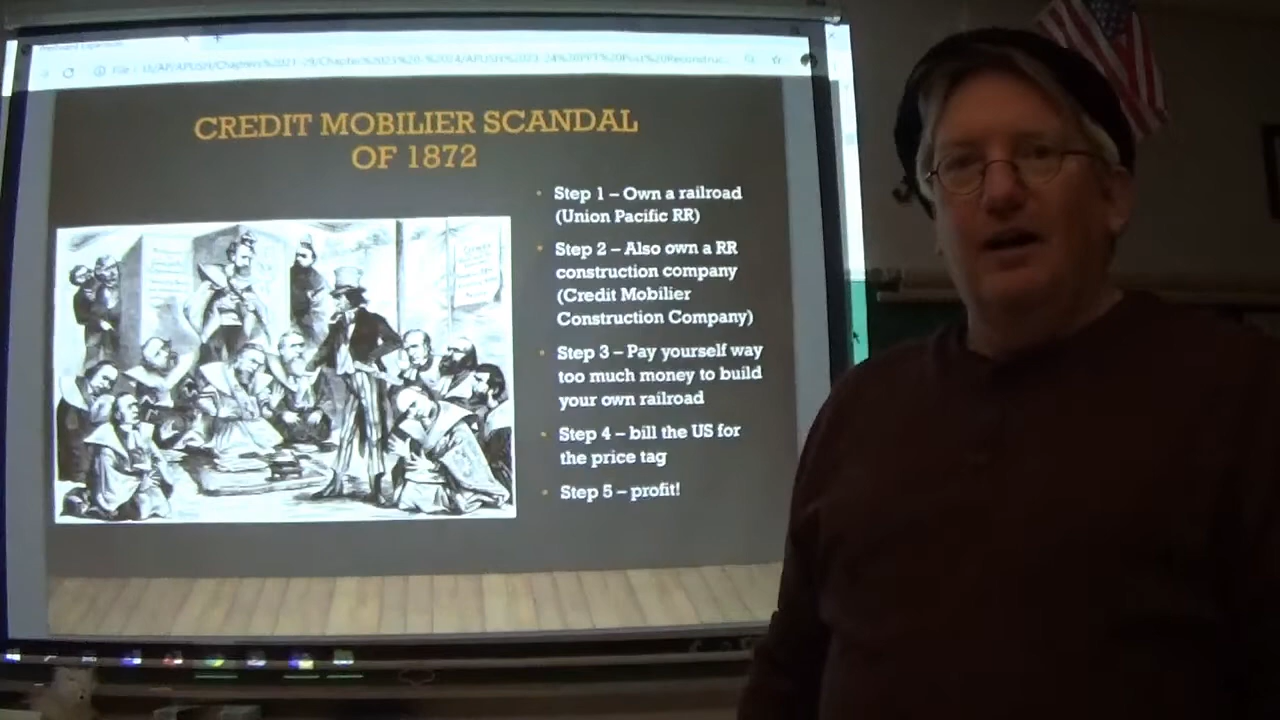 CREDIT MOBILIER SCANDAL
OF 1872
Step 1 – Own a railroad
(Union Pacific RR)
Step 2 – Also own a RR
construction company
(Credit Mobilier
Construction Company)
Step 3 – Pay yourself way
too much money to build
your own railroad
Step 4 – bill the US for
the price tag
Step 5 – profit!